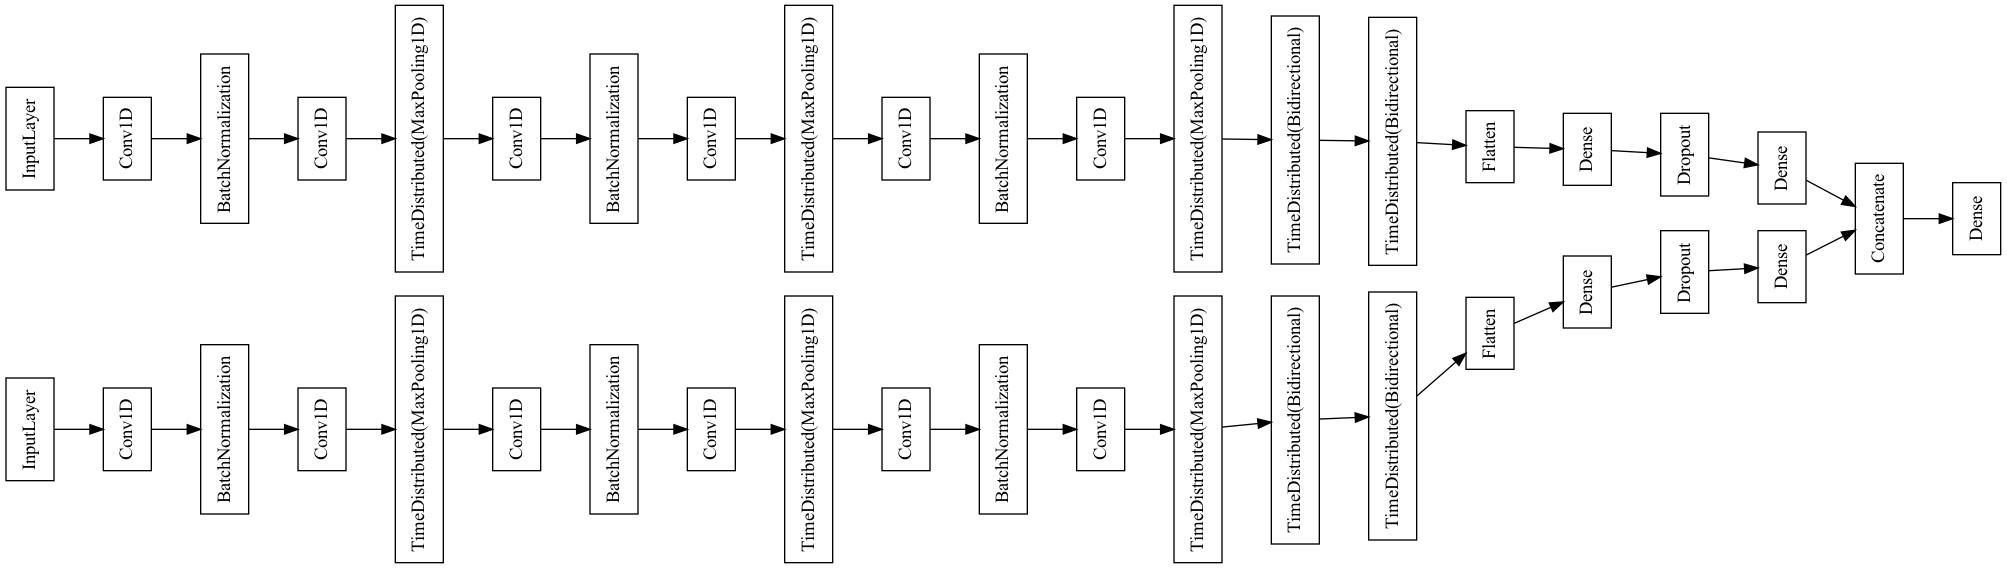 InputLayer
Conv1D
BatchNormalization
Conv1D
TimeDistributed(MaxPooling1D)
Conv1D
BatchNormalization
Conv1D
TimeDistributed(MaxPooling1D)
Conv1D
BatchNormalization
Conv1D
TimeDistributed(MaxPooling1D)
TimeDistributed(Bidirectional)
TimeDistributed(Bidirectional)
Flatten
Dense
Dropout
Dense
InputLayer
Conv1D
BatchNormalization
Conv1D
TimeDistributed(MaxPooling1D)
Conv1D
BatchNormalization
Conv1D
TimeDistributed(MaxPooling1D)
Conv1D
BatchNormalization
Conv1D
TimeDistributed(MaxPooling1D)
TimeDistributed(Bidirectional)
TimeDistributed(Bidirectional)
Flatten
Dense
Dropout
Dense
Concatenate
Dense